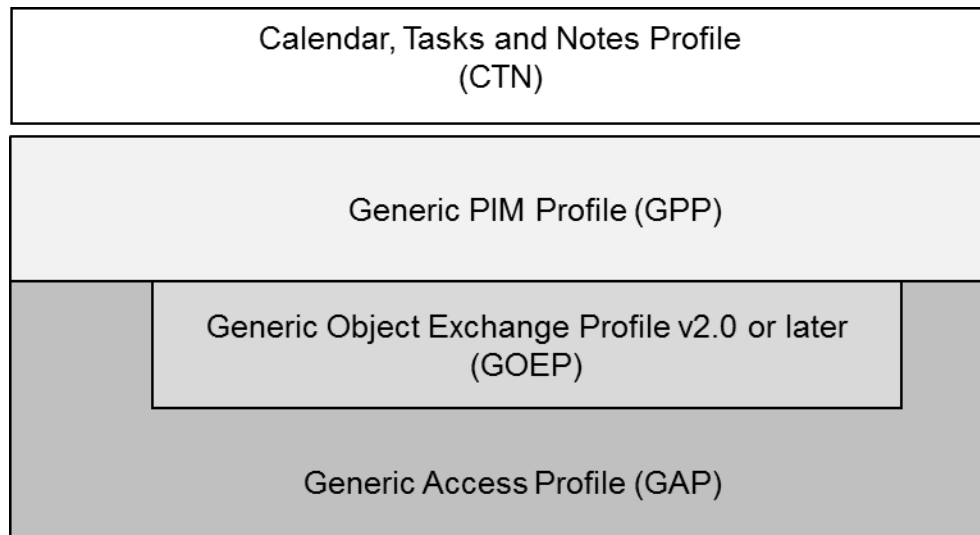 Calendar, Tasks and Notes Profile
(CTN)
Generic PIM Profile (GPP)
Generic Object Exchange Profile v2.0 or later
(GOEP)
Generic Access Profile (GAP)